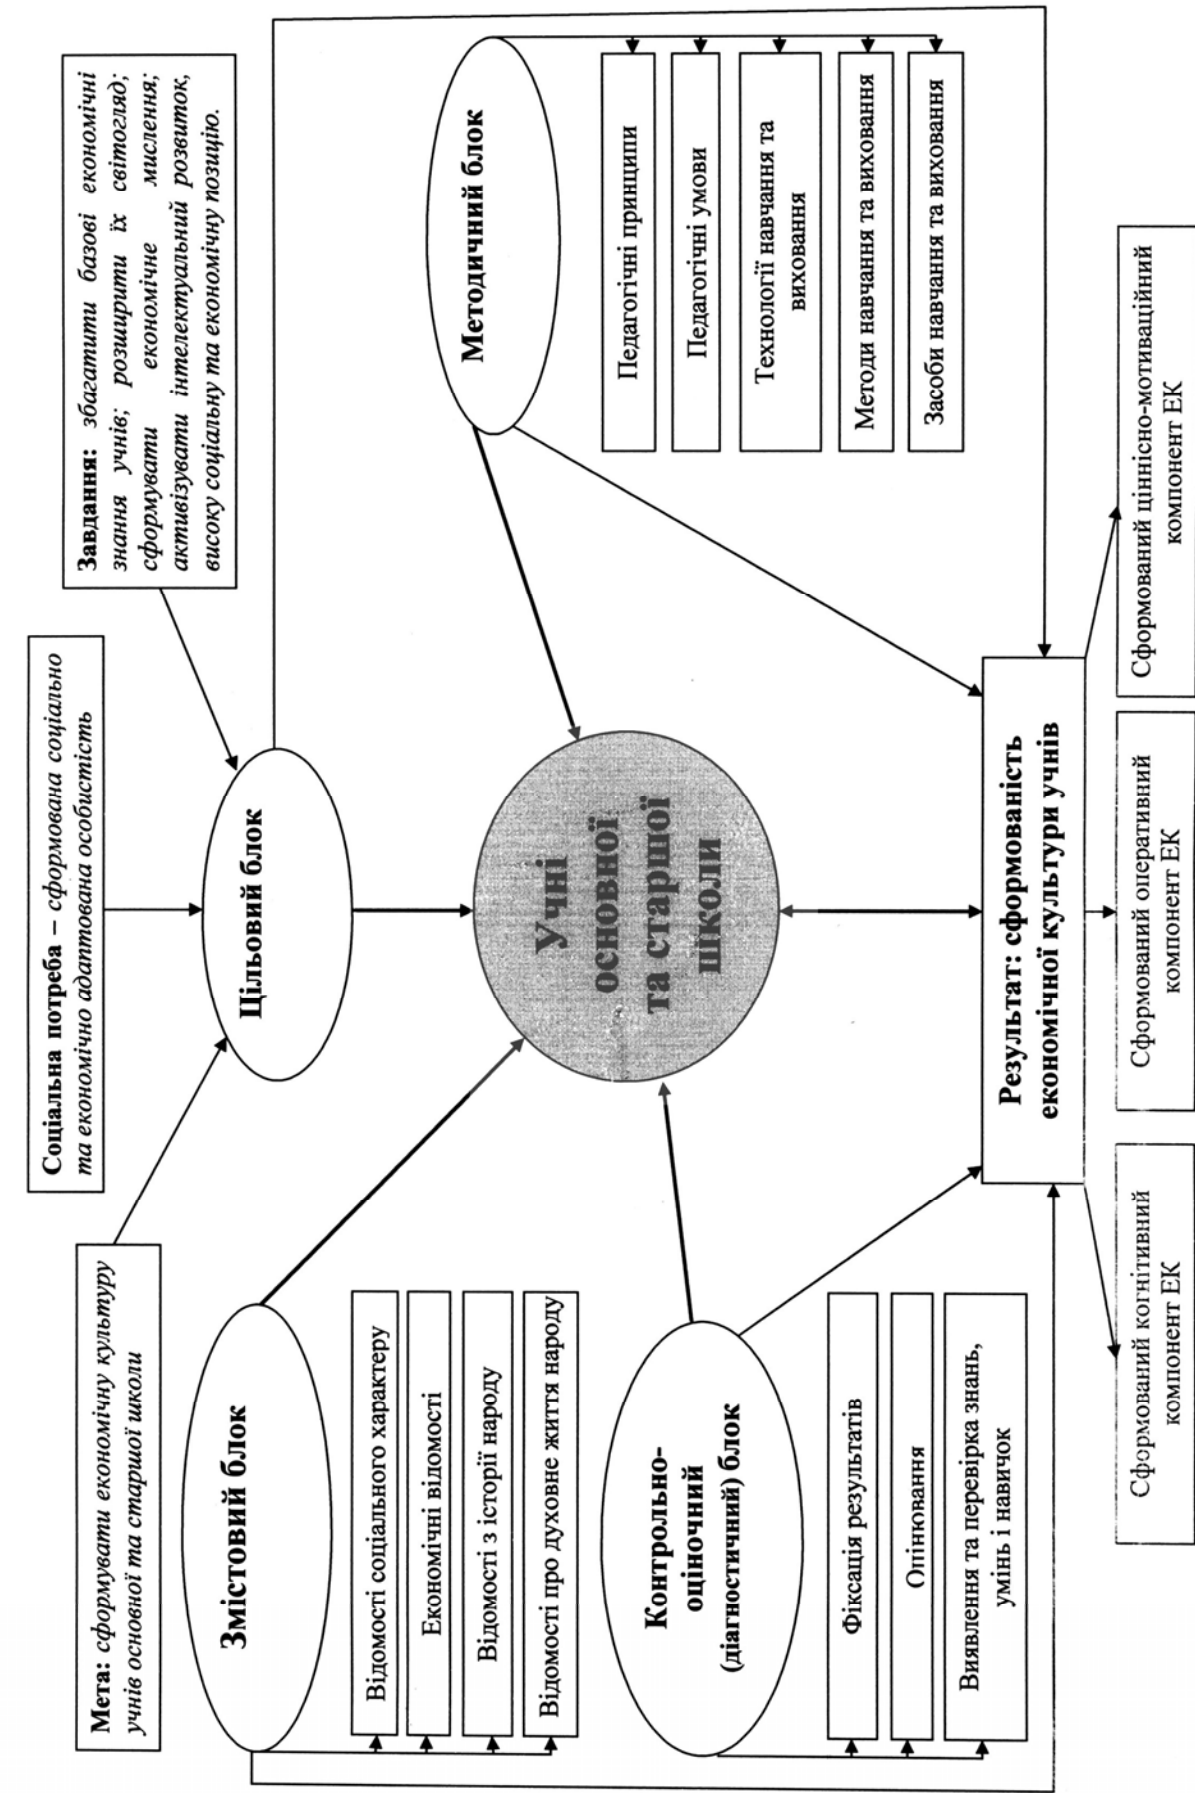 Соціальна потреба – сформована соціально
та економічно адаптована особистість
Мета: сформувати економічну культуру
учнів основної та старшої школи
Завдання: збагатити базові економічні
знання учнів; розширити їх світогляд;
сформувати економічне мислення;
активізувати інтелектуальний розвиток,
високу соціальну та економічну позицію.
Цільовий блок
Змістовий блок
Відомості соціального характеру
Економічні відомості
Відомості з історії народу
Відомості про духовне життя народу
Методичний блок
Педагогічні принципи
Педагогічні умови
Технології навчання та
виховання
Методи навчання та виховання
Засоби навчання та виховання
Учні
основної
та старшої
школи
Контрольно-
оціночний
(діагностичний) блок
Фіксація результатів
Оцінювання
Виявлення та перевірка знань,
умінь і навичок
Результат: сформованість
економічної культури учнів
Сформований когнітивний
компонент ЕК
Сформований оперативний
компонент ЕК
Сформований ціннісно-мотиваційний
компонент ЕК